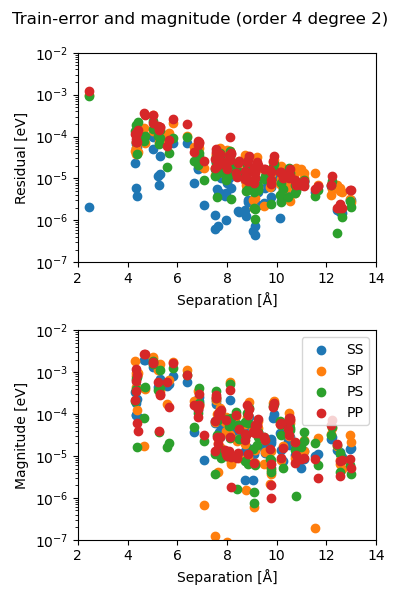 Train-error and magnitude (order 4 degree 2)
10⁻²
10⁻³
10⁻⁴
10⁻⁵
10⁻⁶
10⁻⁷
Residual [eV]
2 4 6 8 10 12 14
Separation [Å]
10⁻²
10⁻³
10⁻⁴
10⁻⁵
10⁻⁶
10⁻⁷
Magnitude [eV]
SS
SP
PS
PP
2 4 6 8 10 12 14
Separation [Å]